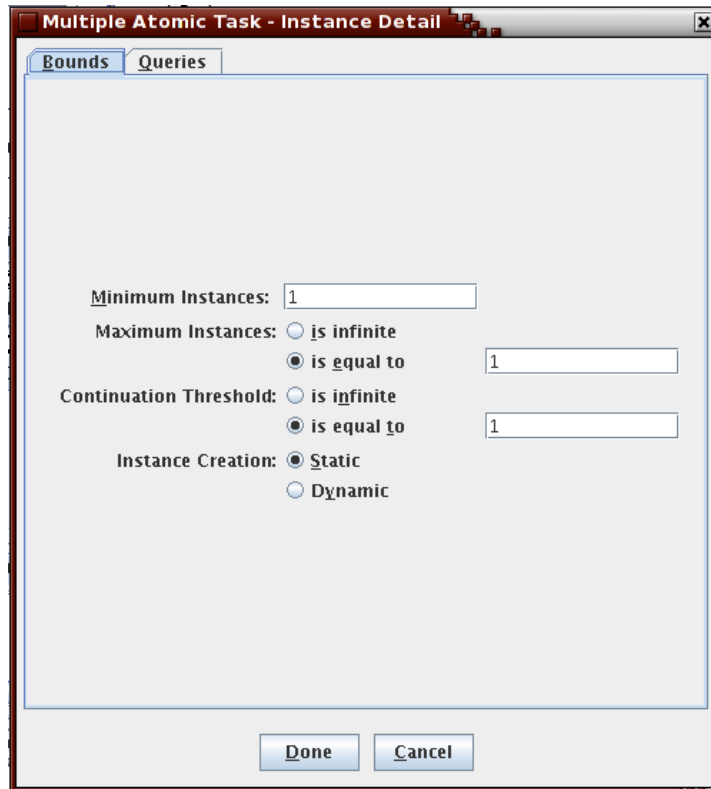 Multiple Atomic Task - Instance Detail
Bounds Queries
Minimum Instances: 1
Maximum Instances: is infinite
is equal to 1
Continuation Threshold: is infinite
is equal to 1
Instance Creation: Static
Dynamic
Done Cancel